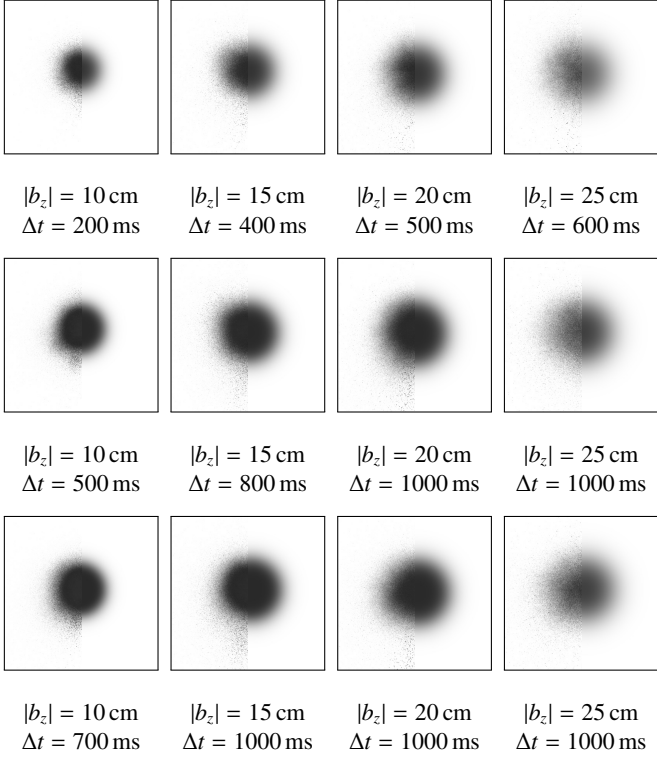 |b_z| = 10 cm |b_z| = 15 cm |b_z| = 20 cm |b_z| = 25 cm
Δt = 200 ms Δt = 400 ms Δt = 500 ms Δt = 600 ms
|b_z| = 10 cm |b_z| = 15 cm |b_z| = 20 cm |b_z| = 25 cm
Δt = 500 ms Δt = 800 ms Δt = 1000 ms Δt = 1000 ms
|b_z| = 10 cm |b_z| = 15 cm |b_z| = 20 cm |b_z| = 25 cm
Δt = 700 ms Δt = 1000 ms Δt = 1000 ms Δt = 1000 ms